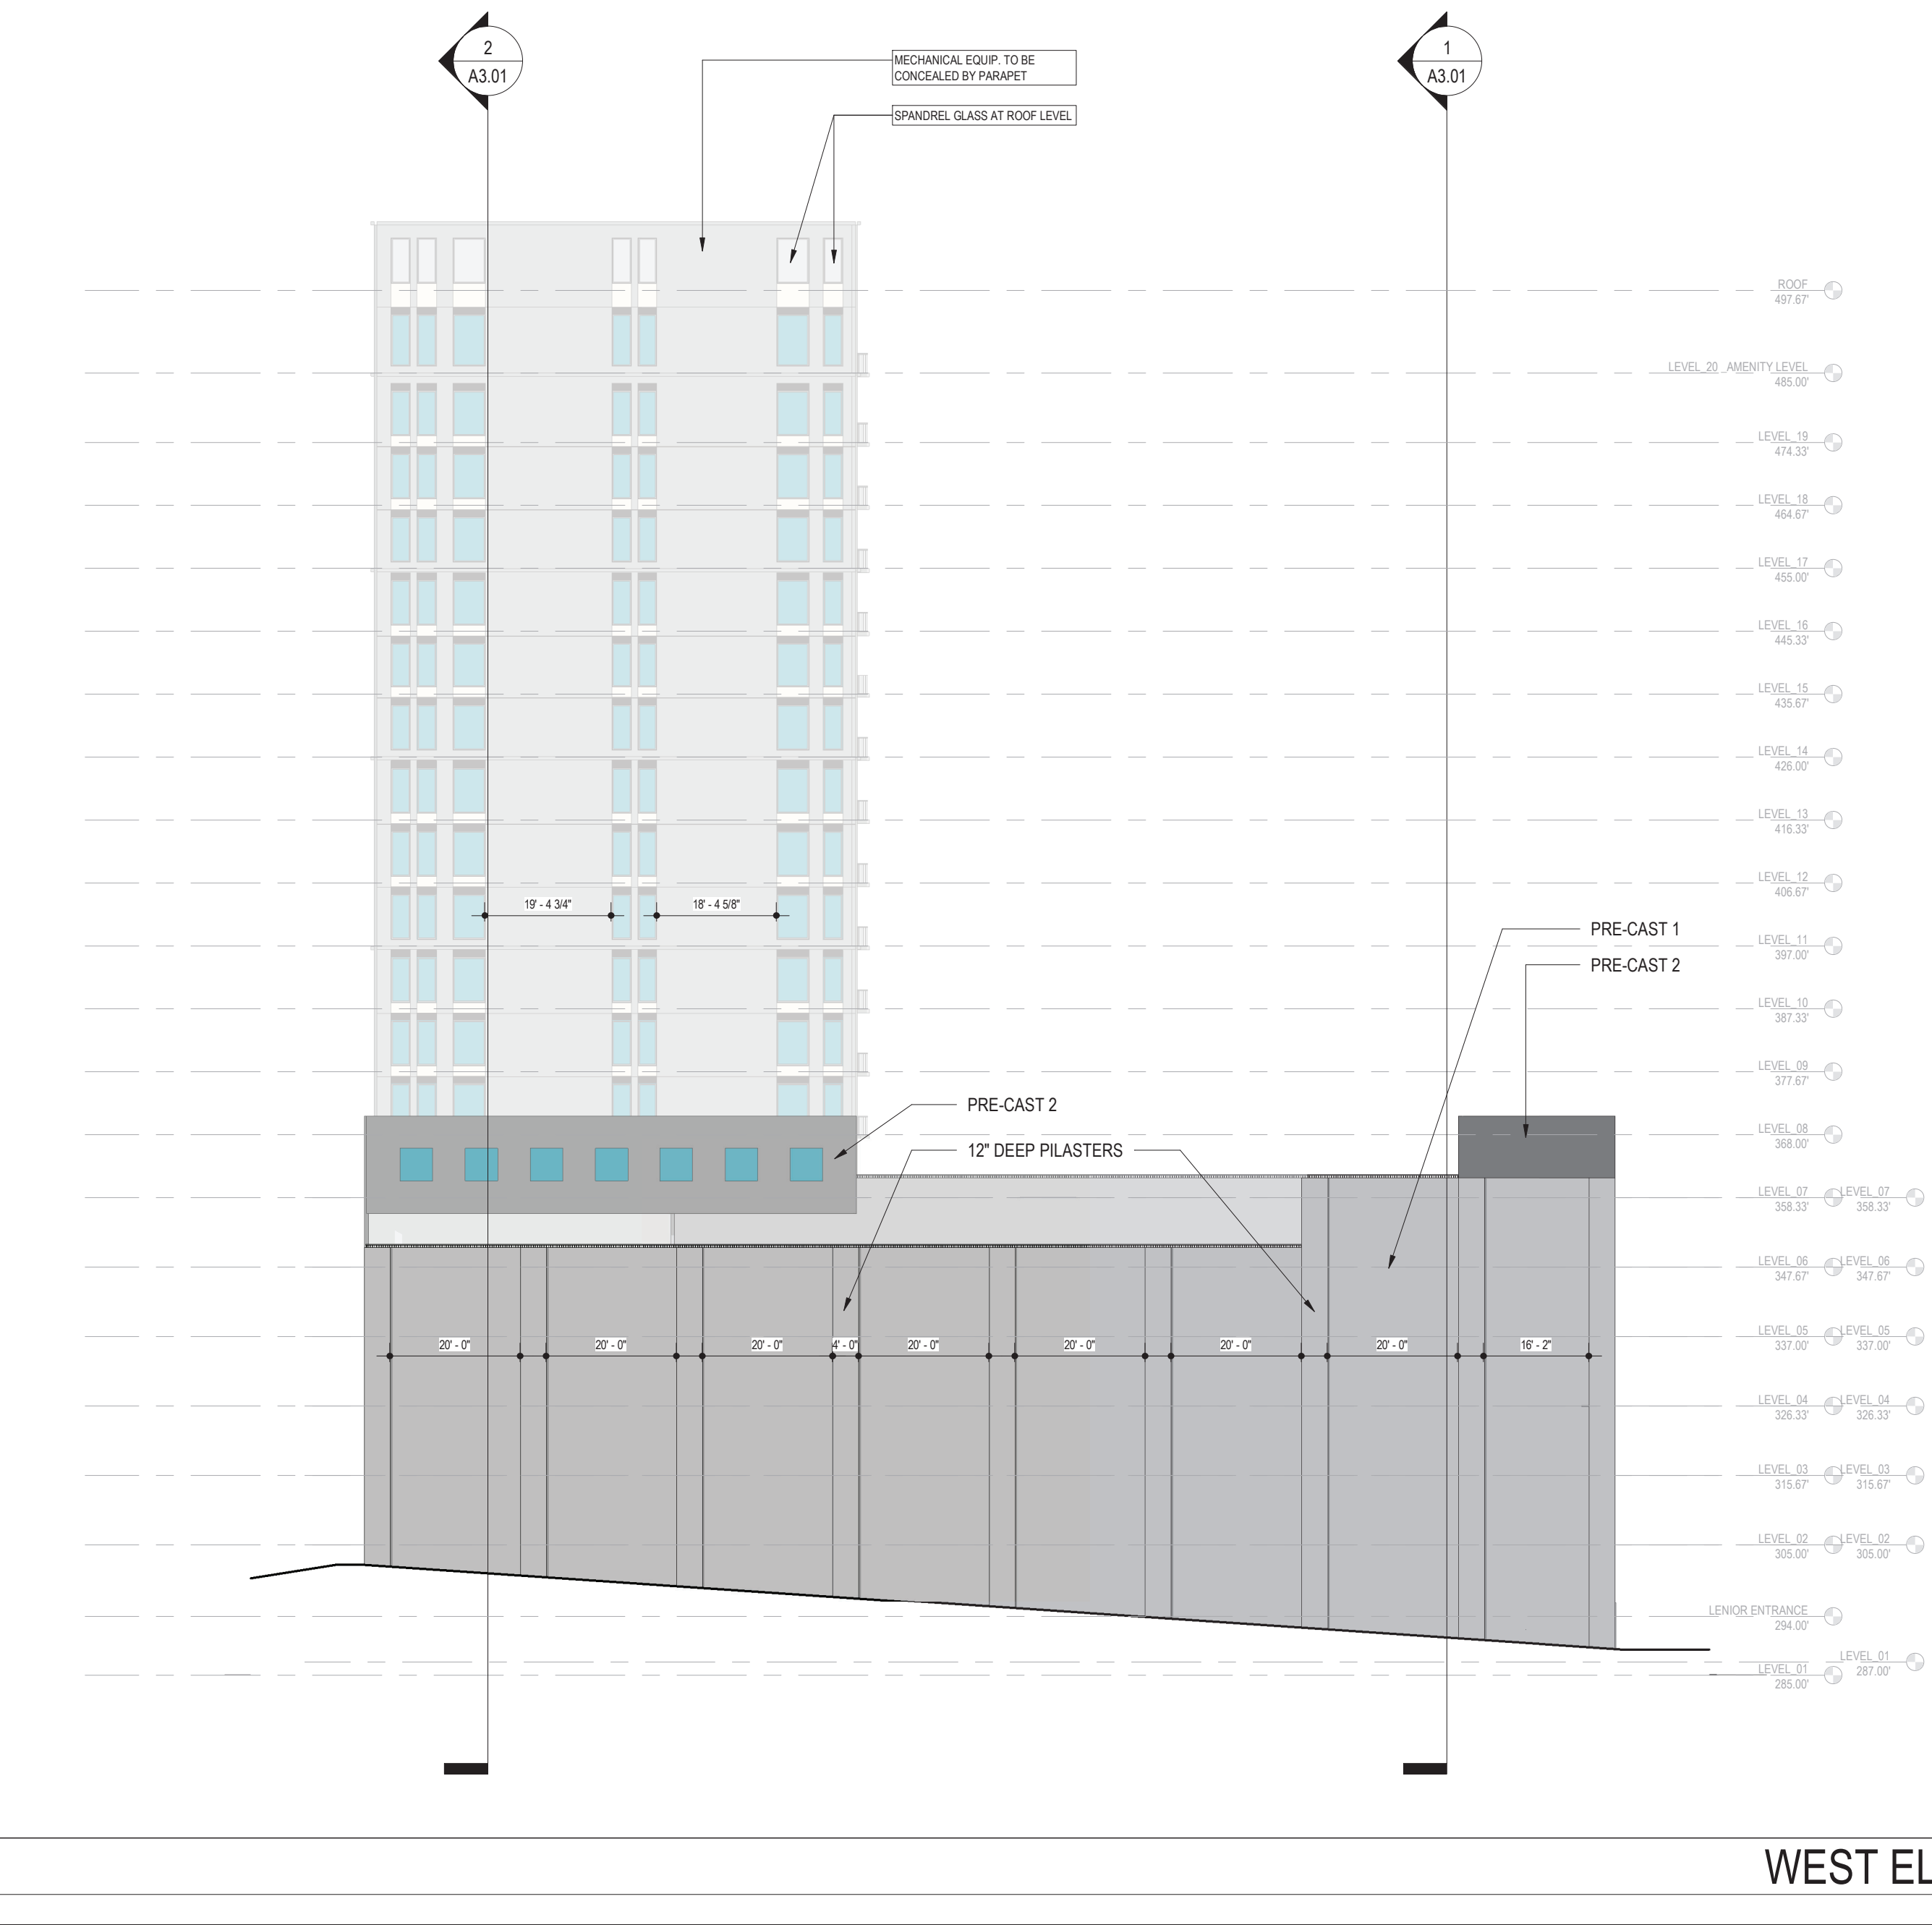 2
A3.01
1
A3.01
MECHANICAL EQUIP. TO BE
CONCEALED BY PARAPET
SPANDREL GLASS AT ROOF LEVEL
ROOF
497.67'
LEVEL_20 _AMENITY LEVEL
485.00'
LEVEL_19
474.33'
LEVEL_18
464.67'
LEVEL_17
455.00'
LEVEL_16
445.33'
LEVEL_15
435.67'
LEVEL_14
426.00'
LEVEL_13
416.33'
LEVEL_12
406.67'
19' - 4 3/4"
18' - 4 5/8"
PRE-CAST 1
LEVEL_11
397.00'
PRE-CAST 2
LEVEL_10
387.33'
LEVEL_09
377.67'
PRE-CAST 2
LEVEL_08
368.00'
12" DEEP PILASTERS
LEVEL_07
358.33'
LEVEL_07
358.33'
LEVEL_06
347.67'
LEVEL_06
347.67'
LEVEL_05
337.00'
LEVEL_05
337.00'
20' - 0"
20' - 0"
20' - 0"
4' - 0"
20' - 0"
20' - 0"
20' - 0"
20' - 0"
16' - 2"
LEVEL_04
326.33'
LEVEL_04
326.33'
LEVEL_03
315.67'
LEVEL_03
315.67'
LEVEL_02
305.00'
LEVEL_02
305.00'
LENIOR ENTRANCE
294.00'
LEVEL_01
287.00'
LEVEL_01
285.00'
WEST EL